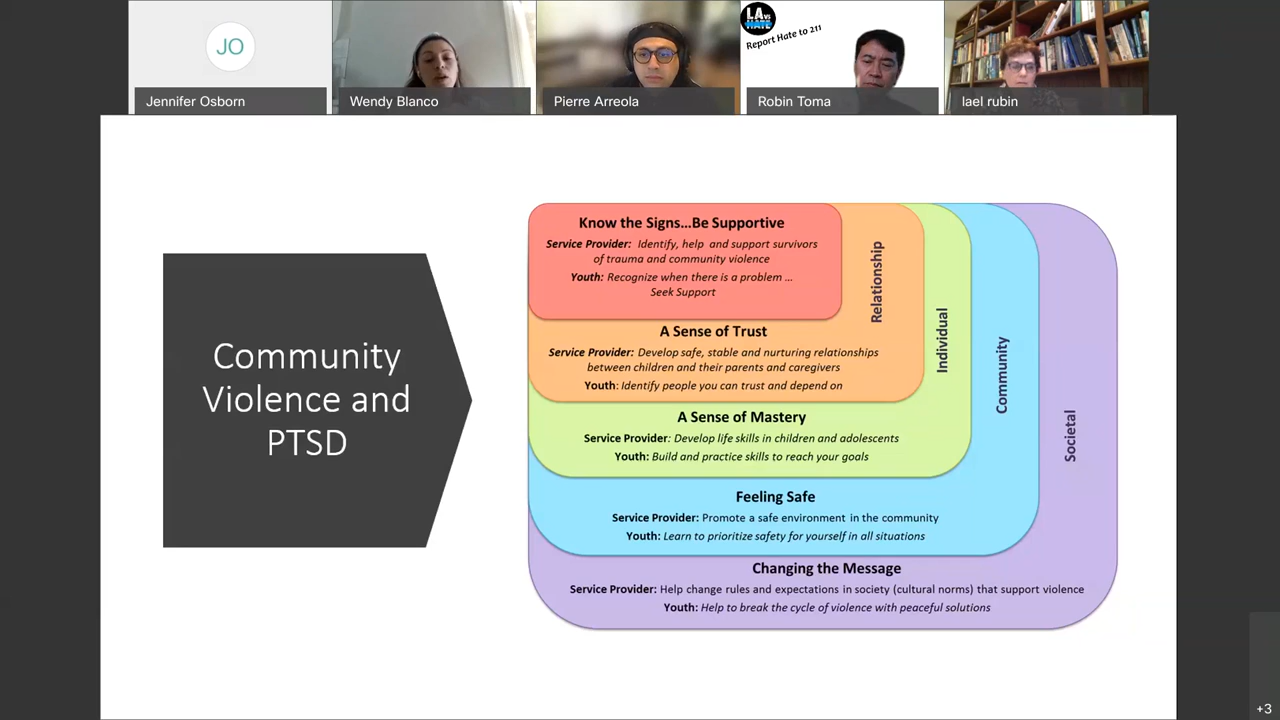 JO
Jennifer Osborn
Wendy Blanco
Pierre Arreola
LA vs HATE
Report Hate to 211
Robin Toma
lael rubin
Community
Violence and
PTSD
Know the Signs...Be Supportive
Service Provider: Identify, help and support survivors
of trauma and community violence
Youth: Recognize when there is a problem ...
Seek Support
Relationship
A Sense of Trust
Service Provider: Develop safe, stable and nurturing relationships
between children and their parents and caregivers
Youth: Identify people you can trust and depend on
Individual
A Sense of Mastery
Service Provider: Develop life skills in children and adolescents
Youth: Build and practice skills to reach your goals
Community
Feeling Safe
Service Provider: Promote a safe environment in the community
Youth: Learn to prioritize safety for yourself in all situations
Societal
Changing the Message
Service Provider: Help change rules and expectations in society (cultural norms) that support violence
Youth: Help to break the cycle of violence with peaceful solutions
+3